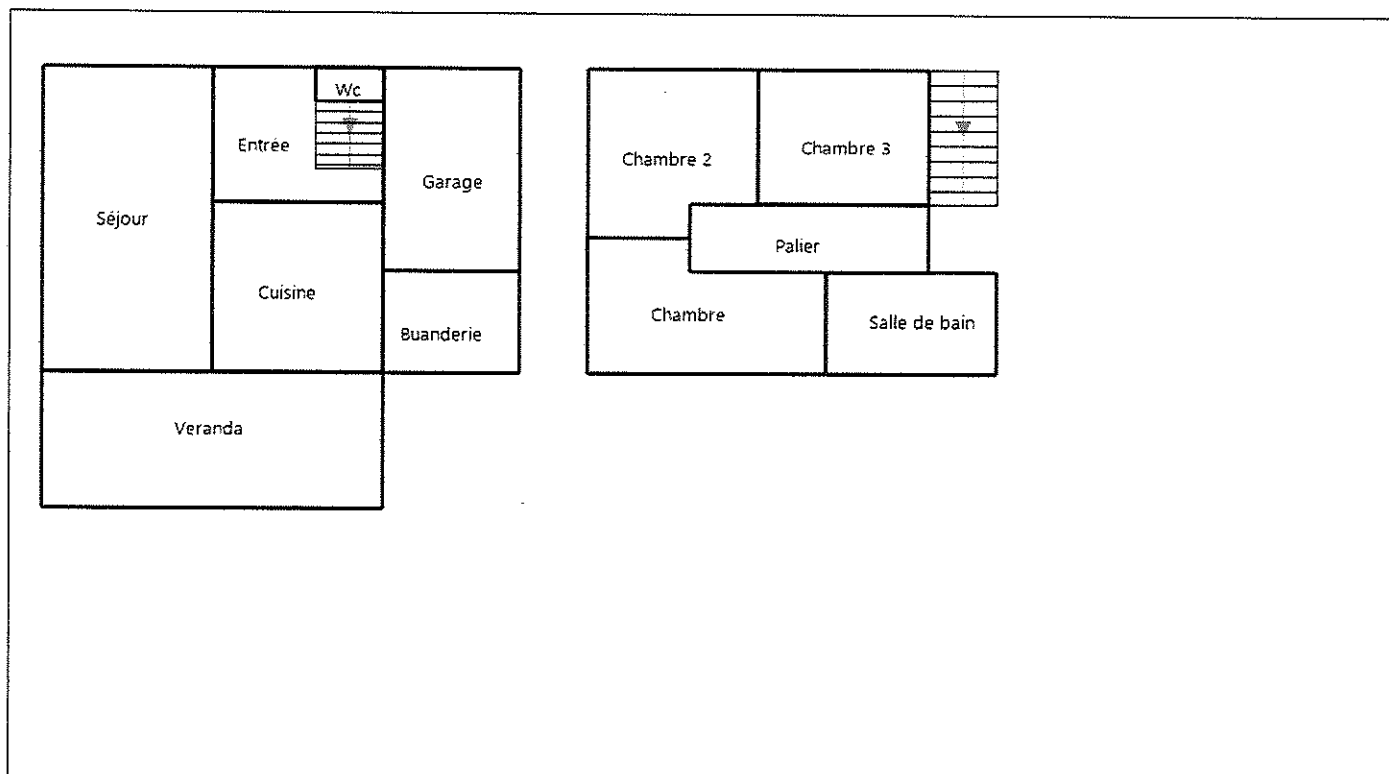 Wc
Entrée
Garage
Séjour
Cuisine
Buanderie
Veranda
Chambre 2
Chambre 3
Palier
Chambre
Salle de bain